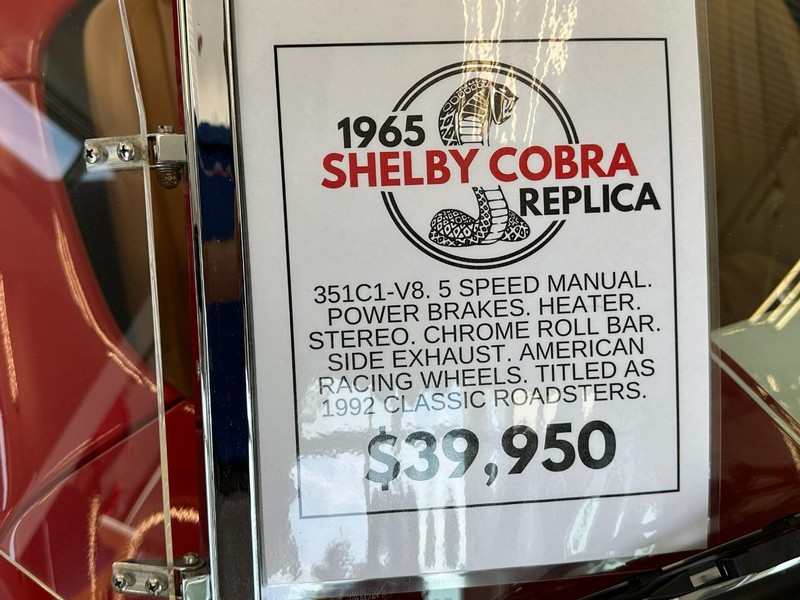 1965
SHELBY COBRA
REPLICA
351C1-V8. 5 SPEED MANUAL.
POWER BRAKES. HEATER.
STEREO. CHROME ROLL BAR.
SIDE EXHAUST. AMERICAN
RACING WHEELS. TITLED AS
1992 CLASSIC ROADSTERS.
$39,950